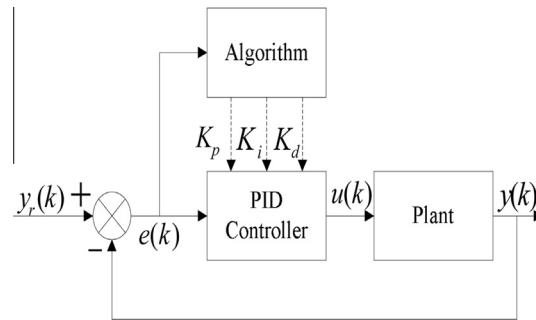 Algorithm
K_p K_i K_d
y_r(k) + − e(k)
PID
Controller
u(k)
Plant
y(k)